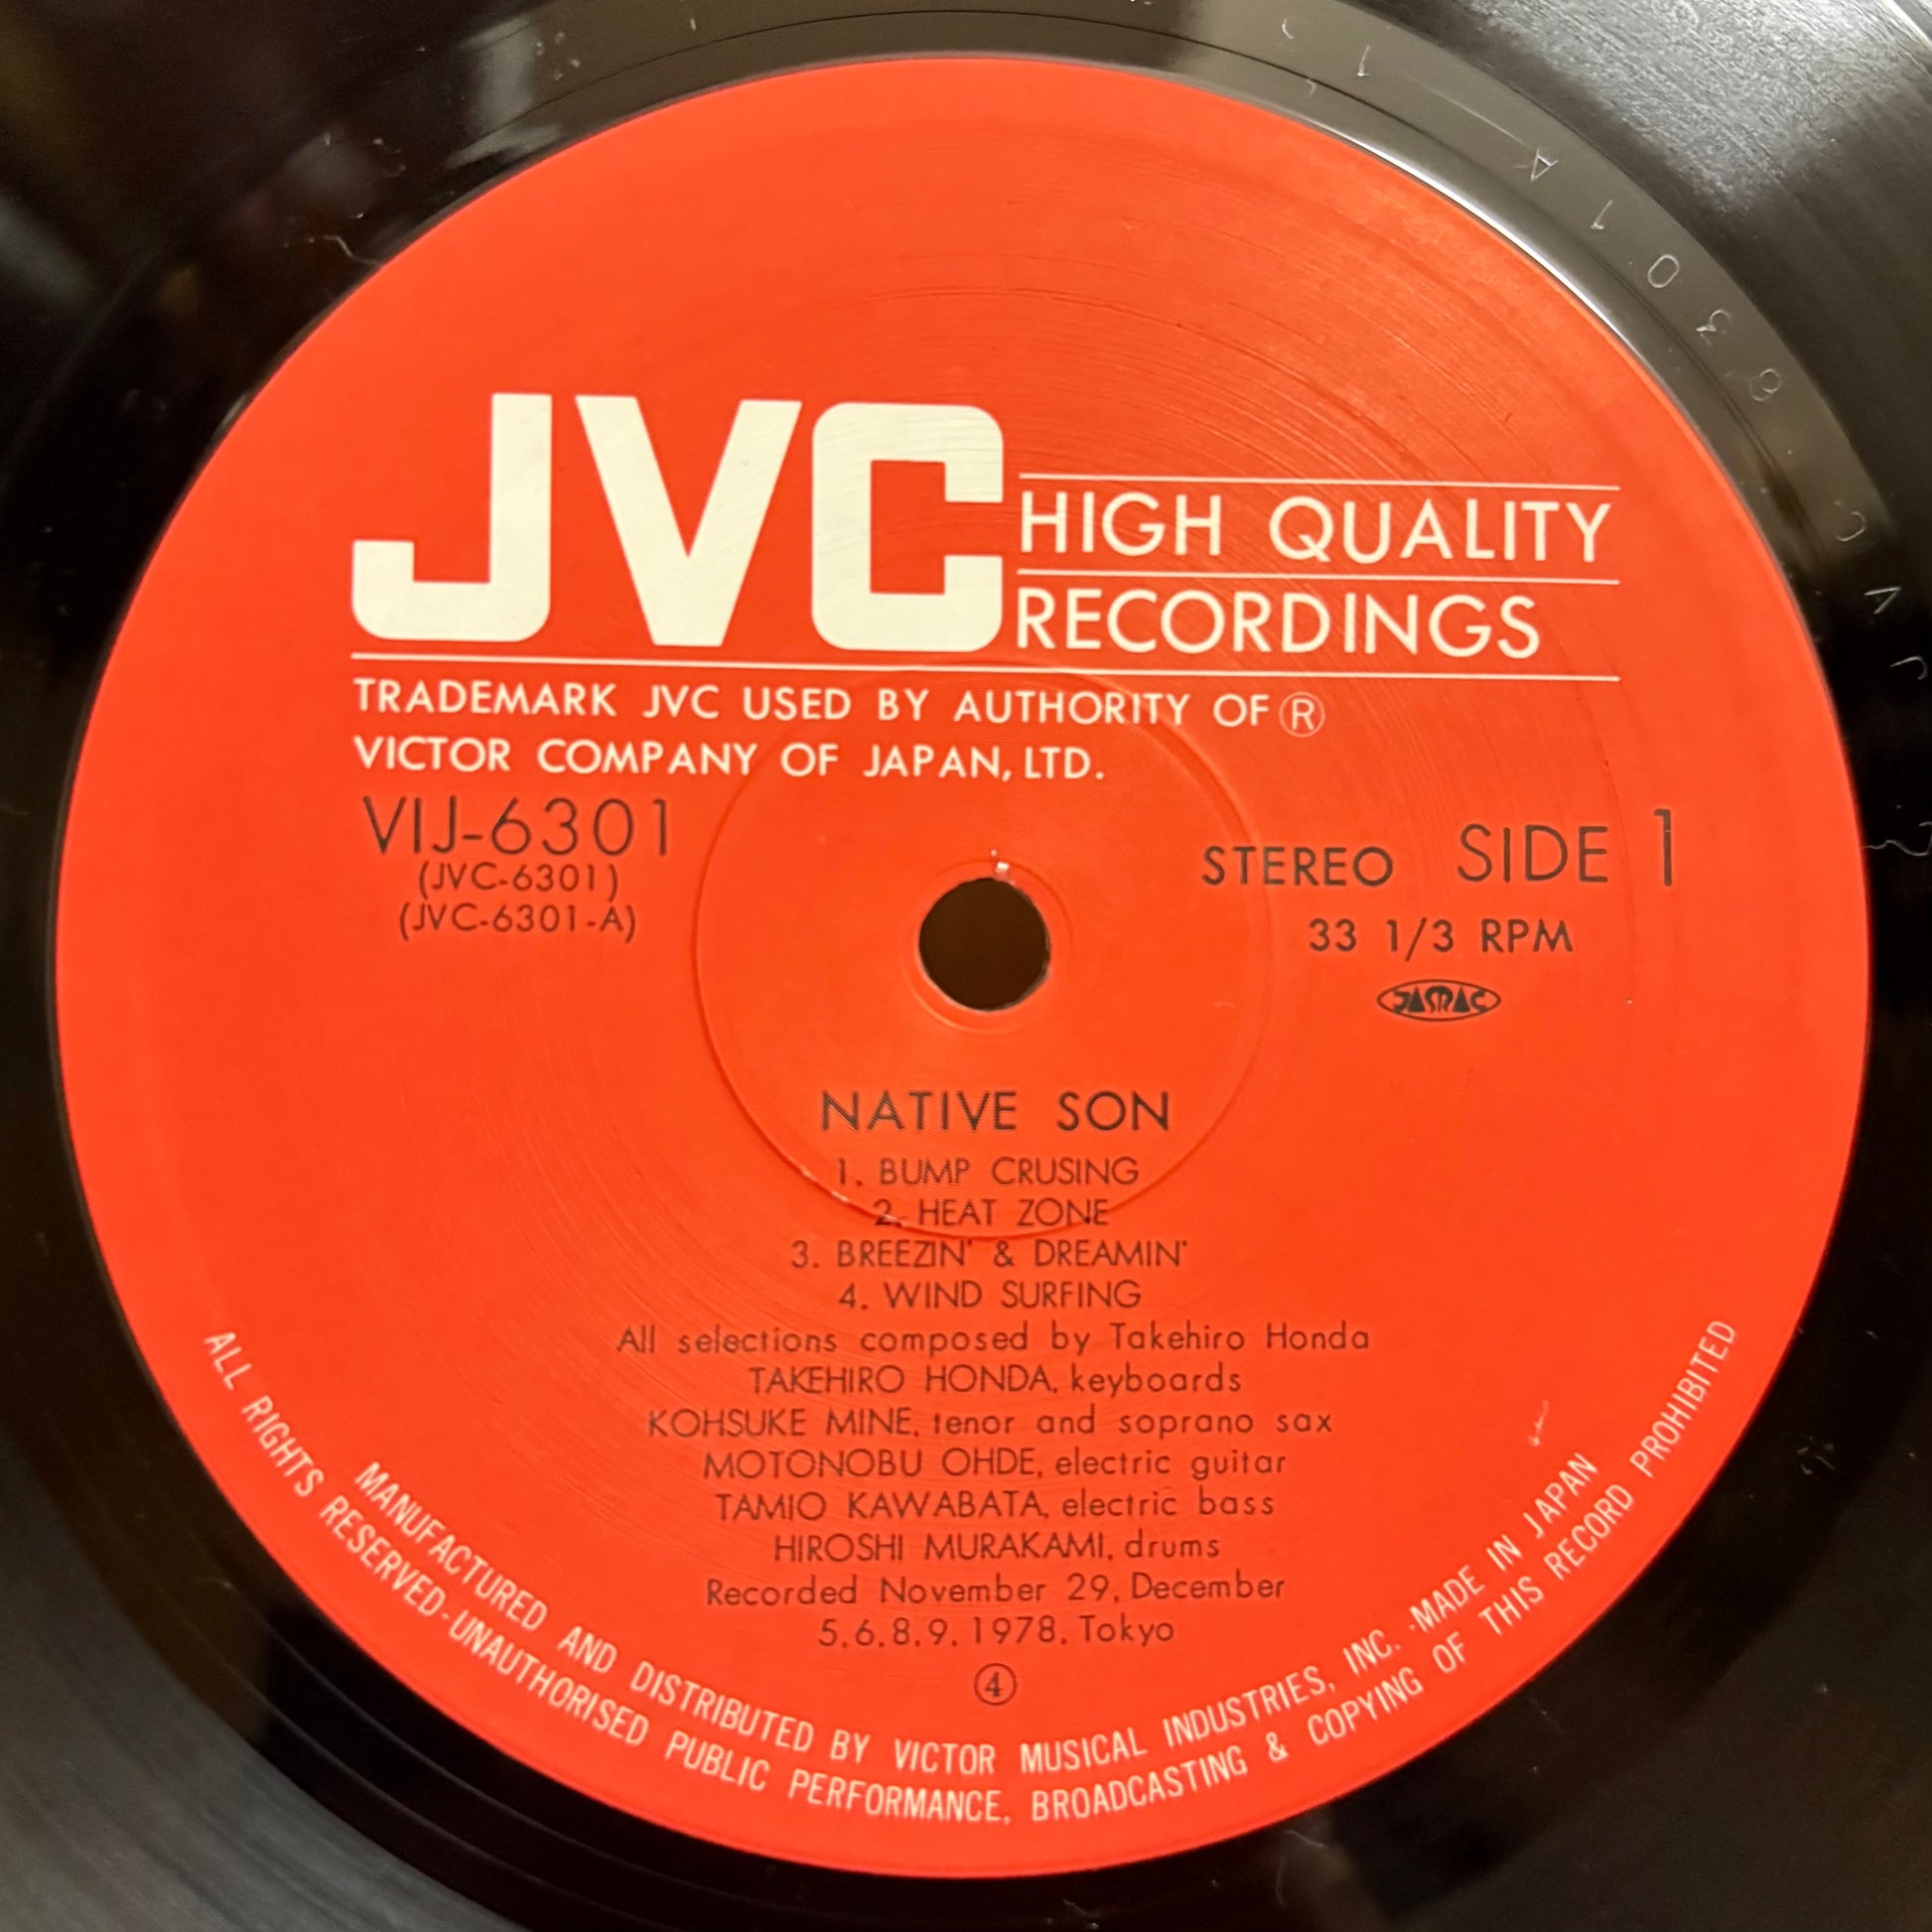 JVC HIGH QUALITY
RECORDINGS
TRADEMARK JVC USED BY AUTHORITY OF ®
VICTOR COMPANY OF JAPAN, LTD.
VIJ-6301
(JVC-6301)
(JVC-6301-A)
STEREO SIDE 1
33 1/3 RPM
JASRAC
NATIVE SON
1. BUMP CRUSING
2. HEAT ZONE
3. BREEZIN' & DREAMIN'
4. WIND SURFING
All selections composed by Takehiro Honda
TAKEHIRO HONDA, keyboards
KOHSUKE MINE, tenor and soprano sax
MOTONOBU OHDE, electric guitar
TAMIO KAWABATA, electric bass
HIROSHI MURAKAMI, drums
Recorded November 29, December
5, 6, 8, 9, 1978, Tokyo
④
MANUFACTURED AND DISTRIBUTED BY VICTOR MUSICAL INDUSTRIES, INC. -MADE IN JAPAN
ALL RIGHTS RESERVED-UNAUTHORISED PUBLIC PERFORMANCE, BROADCASTING & COPYING OF THIS RECORD PROHIBITED